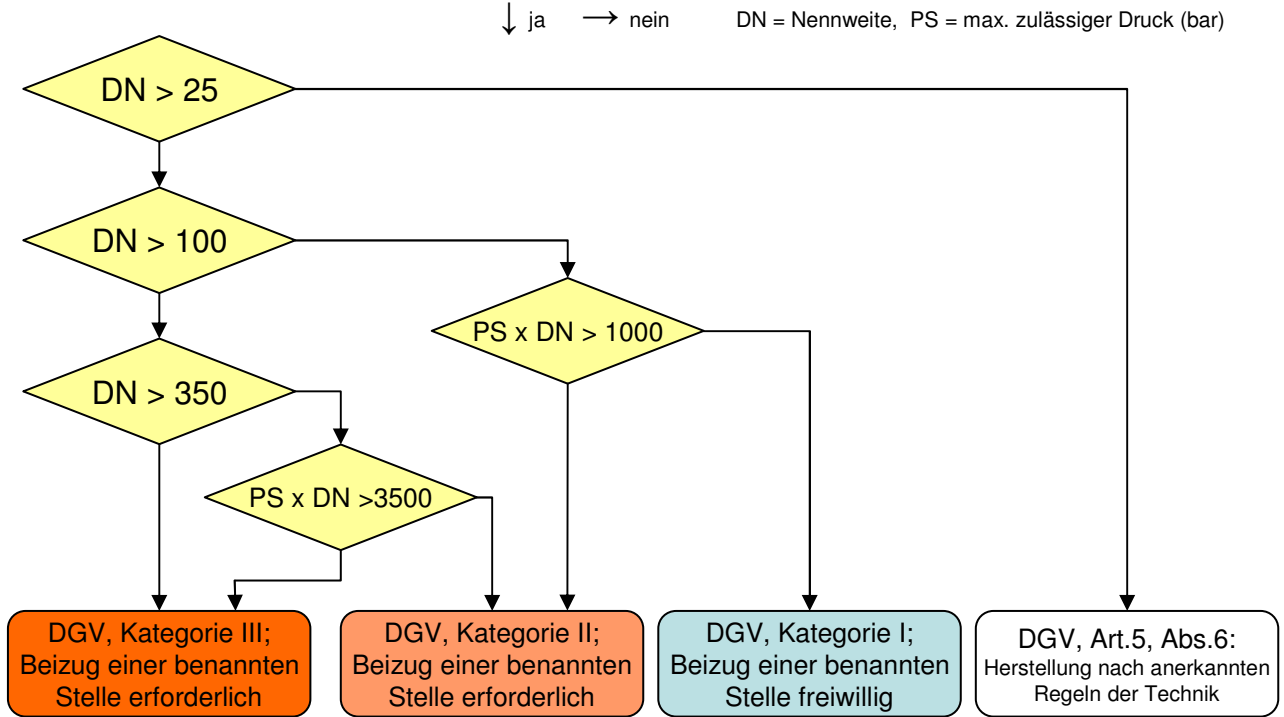 ↓ ja → nein DN = Nennweite, PS = max. zulässiger Druck (bar)
DN > 25
DN > 100
PS x DN > 1000
DN > 350
PS x DN >3500
DGV, Kategorie III;
Beizug einer benannten
Stelle erforderlich
DGV, Kategorie II;
Beizug einer benannten
Stelle erforderlich
DGV, Kategorie I;
Beizug einer benannten
Stelle freiwillig
DGV, Art.5, Abs.6:
Herstellung nach anerkannten
Regeln der Technik